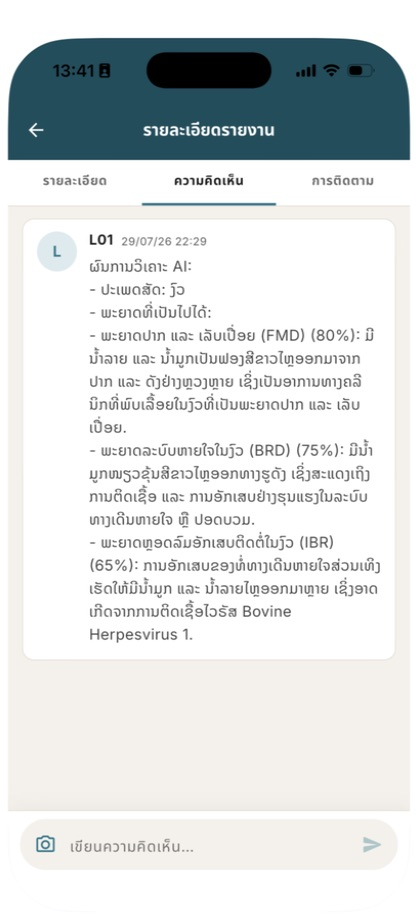 13:41
รายละเอียดรายงาน
รายละเอียด
ความคิดเห็น
การติดตาม
L
L01 29/07/26 22:29
ຜົນການວິເຄາະ AI:
- ປະເພດສັດ: ງົວ
- ພະຍາດທີ່ເປັນໄປໄດ້:
- ພະຍາດປາກ ແລະ ເລັບເປື່ອຍ (FMD) (80%): ມີ
ນ້ຳລາຍ ແລະ ນ້ຳມູກເປັນຟອງສີຂາວໄຫຼອອກມາຈາກ
ປາກ ແລະ ດັງຢ່າງຫຼວງຫຼາຍ ເຊິ່ງເປັນອາການທາງຄລີ
ນິກທີ່ພົບເລື້ອຍໃນງົວທີ່ເປັນພະຍາດປາກ ແລະ ເລັບ
ເປື່ອຍ.
- ພະຍາດລະບົບຫາຍໃຈໃນງົວ (BRD) (75%): ມີນ້ຳ
ມູກໜຽວຂຸ້ນສີຂາວໄຫຼອອກທາງຮູດັງ ເຊິ່ງສະແດງເຖິງ
ການຕິດເຊື້ອ ແລະ ການອັກເສບຢ່າງຮຸນແຮງໃນລະບົບ
ທາງເດີນຫາຍໃຈ ຫຼື ປອດບວມ.
- ພະຍາດຫຼອດລົມອັກເສບຕິດຕໍ່ໃນງົວ (IBR)
(65%): ການອັກເສບຂອງທໍ່ທາງເດີນຫາຍໃຈສ່ວນເທິງ
ເຮັດໃຫ້ມີນ້ຳມູກ ແລະ ນ້ຳລາຍໄຫຼອອກມາຫຼາຍ ເຊິ່ງອາດ
ເກີດຈາກການຕິດເຊື້ອໄວຣັສ Bovine
Herpesvirus 1.
เขียนความคิดเห็น...